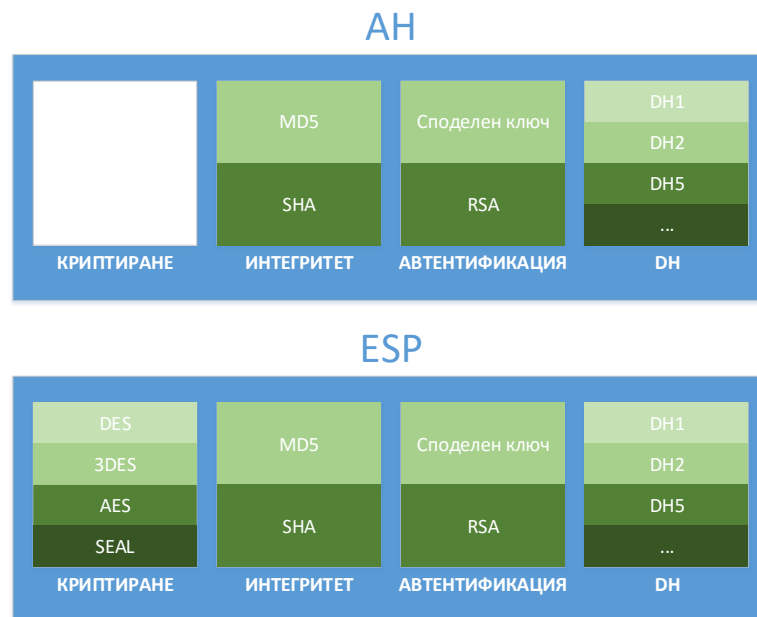 AH
MD5
SHA
Споделен ключ
RSA
DH1
DH2
DH5
...
КРИПТИРАНЕ
ИНТЕГРИТЕТ
АВТЕНТИФИКАЦИЯ
DH
ESP
DES
3DES
AES
SEAL
MD5
SHA
Споделен ключ
RSA
DH1
DH2
DH5
...
КРИПТИРАНЕ
ИНТЕГРИТЕТ
АВТЕНТИФИКАЦИЯ
DH